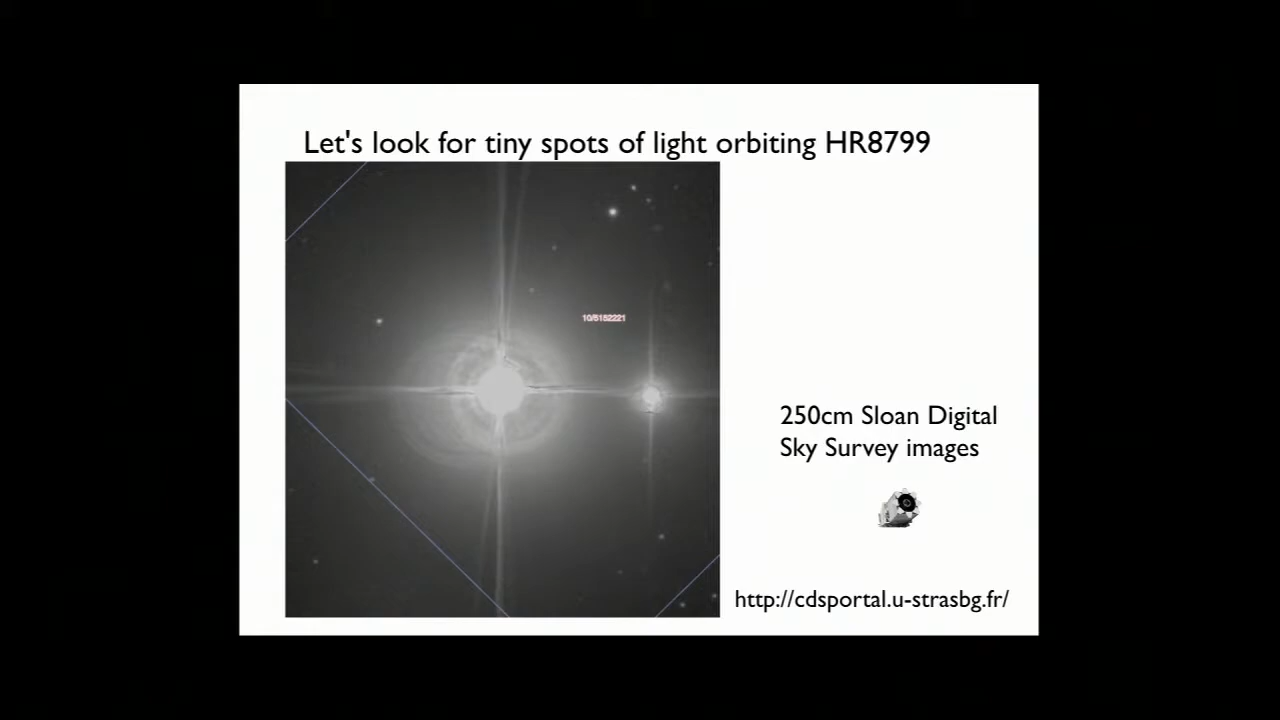 Let's look for tiny spots of light orbiting HR8799
10/5152221
250cm Sloan Digital
Sky Survey images
http://cdsportal.u-strasbg.fr/